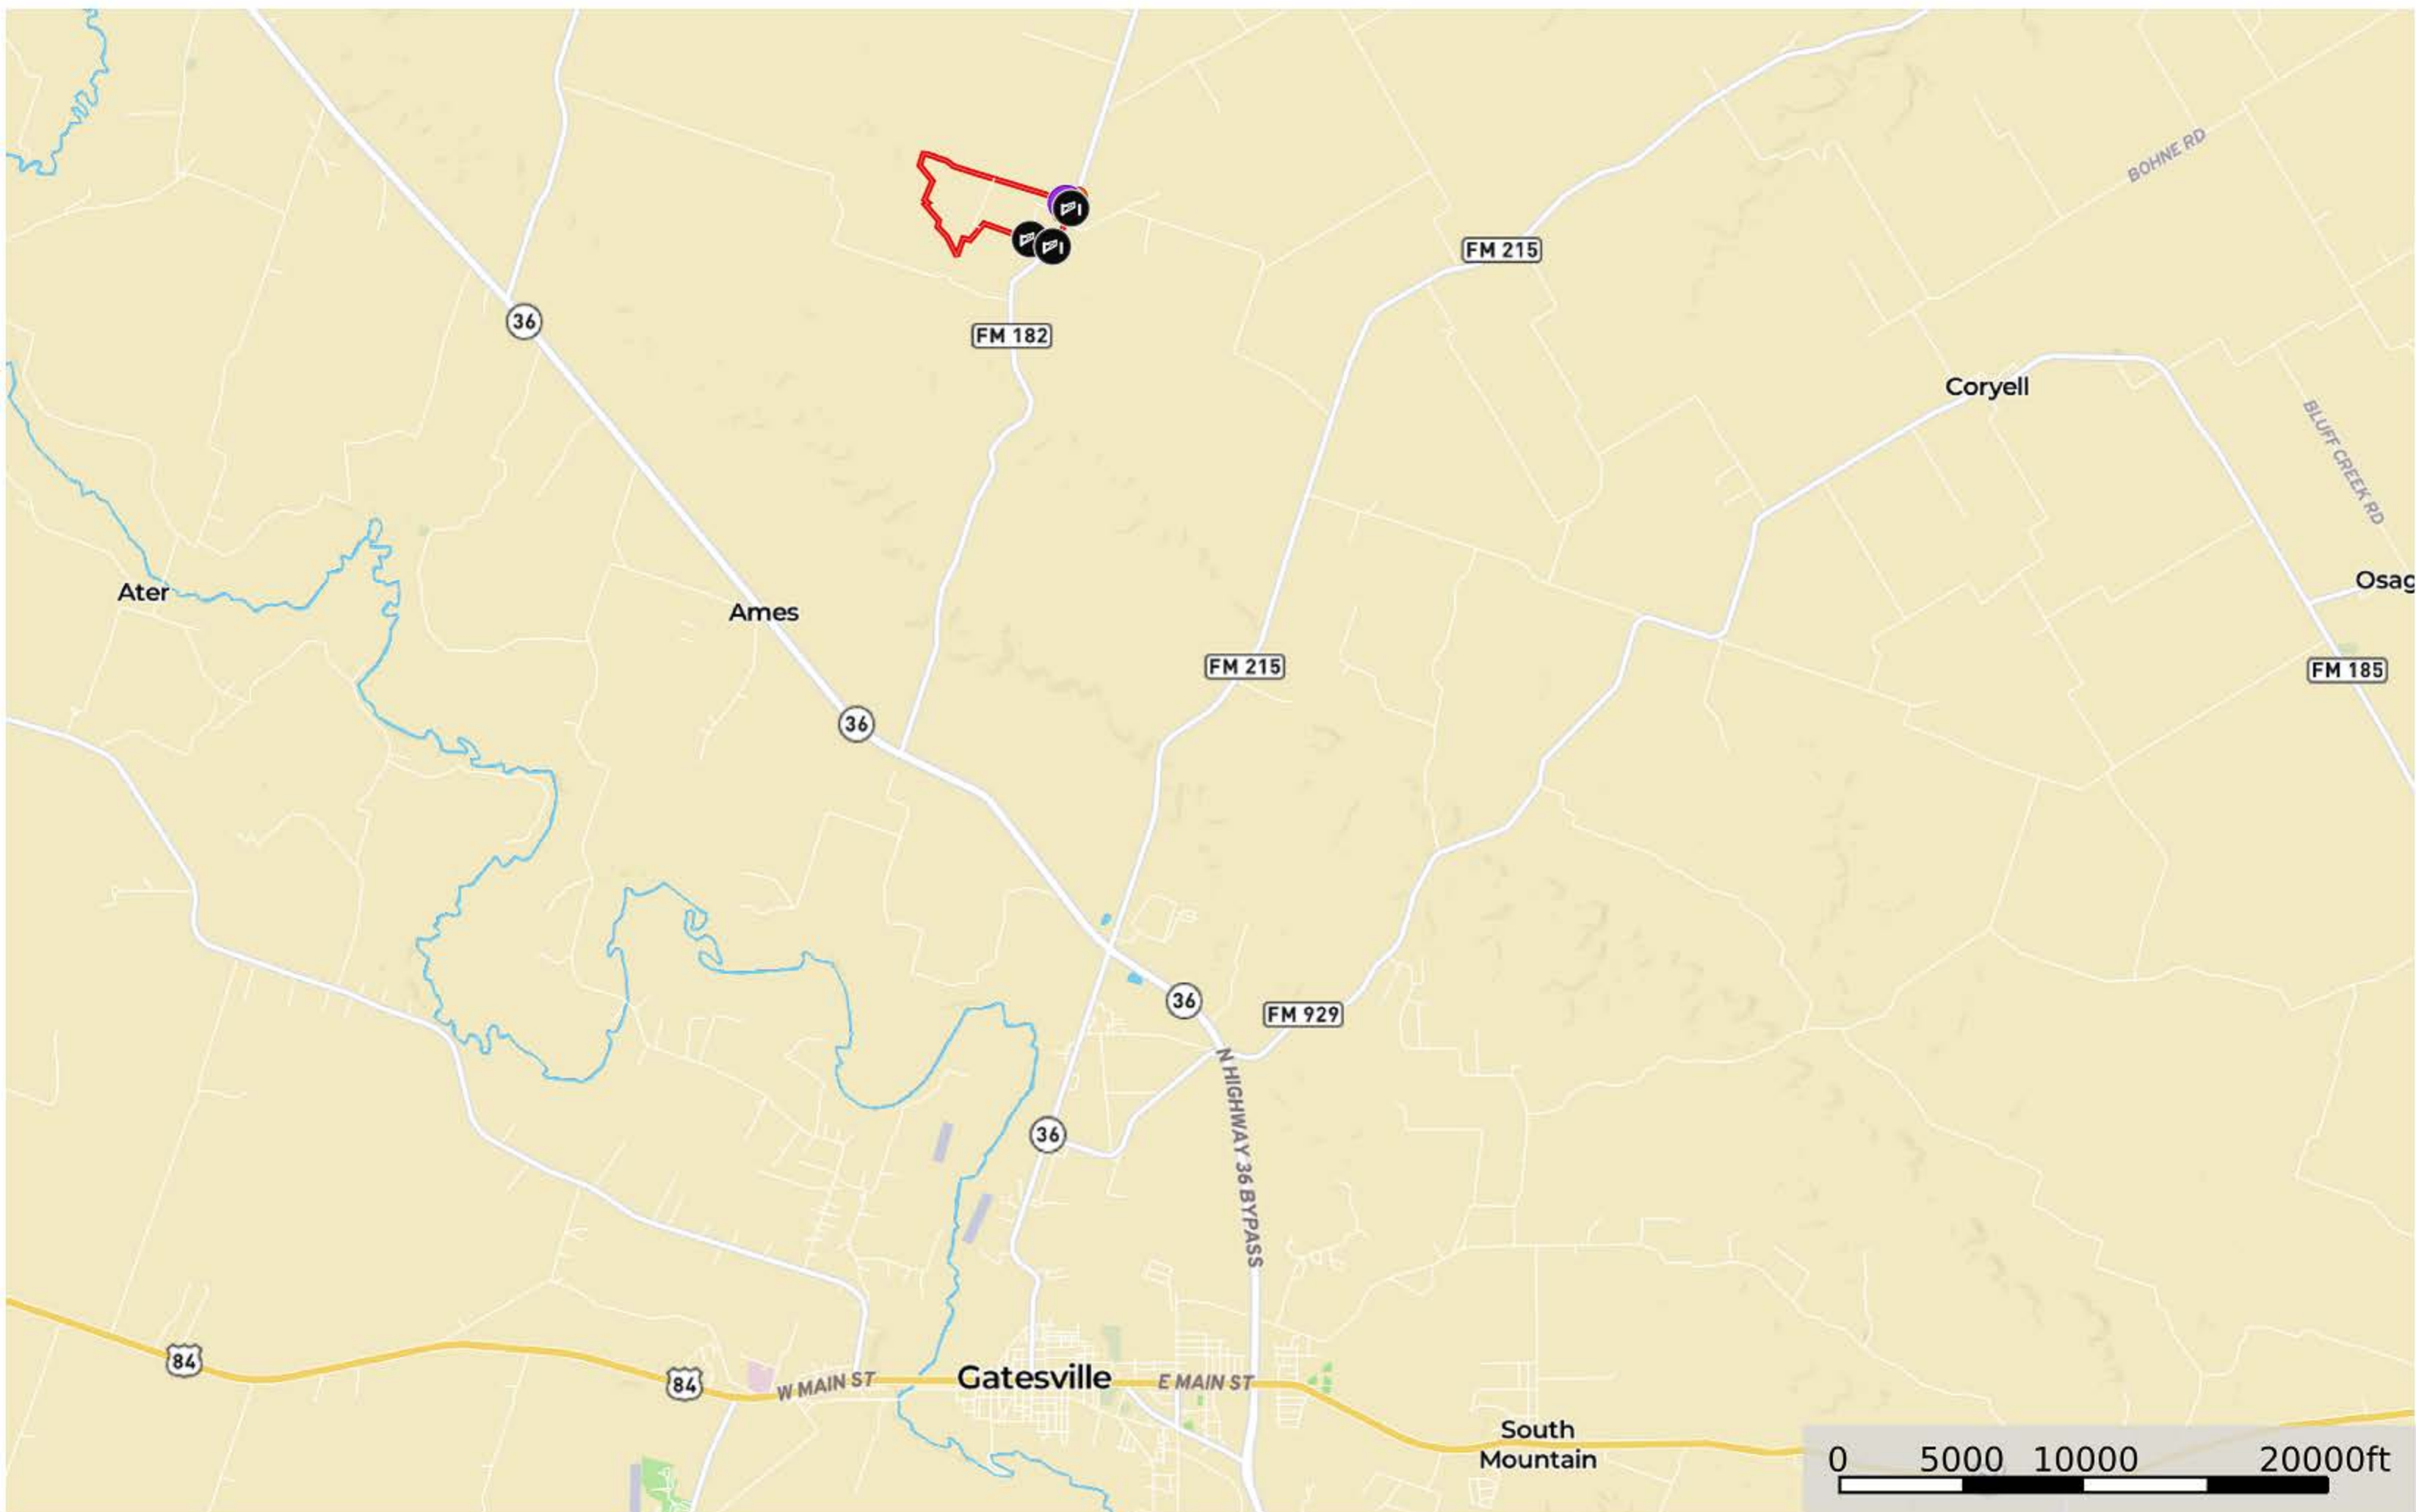 BOHNE RD
FM 215
36
FM 182
Coryell
BLUFF CREEK RD
Osag
Ater
Ames
FM 215
FM 185
36
36
FM 929
N HIGHWAY 36 BYPASS
36
84
84
W MAIN ST
Gatesville
E MAIN ST
South
Mountain
0 5000 10000 20000ft